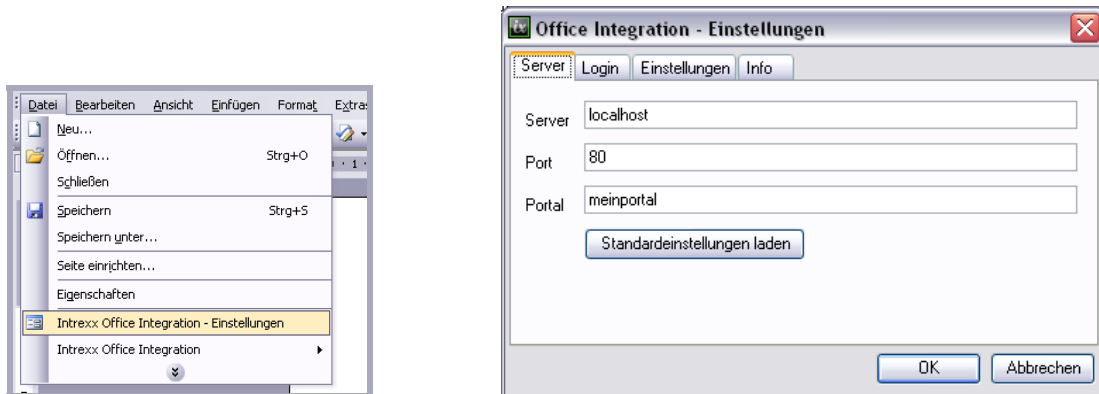 Datei Bearbeiten Ansicht Einfügen Format Extras
Neu...
Öffnen... Strg+O
Schließen
Speichern Strg+S
Speichern unter...
Seite einrichten...
Eigenschaften
Intrexx Office Integration - Einstellungen
Intrexx Office Integration
1
ix Office Integration - Einstellungen
Server Login Einstellungen Info
Server localhost
Port 80
Portal meinportal
Standardeinstellungen laden
OK Abbrechen